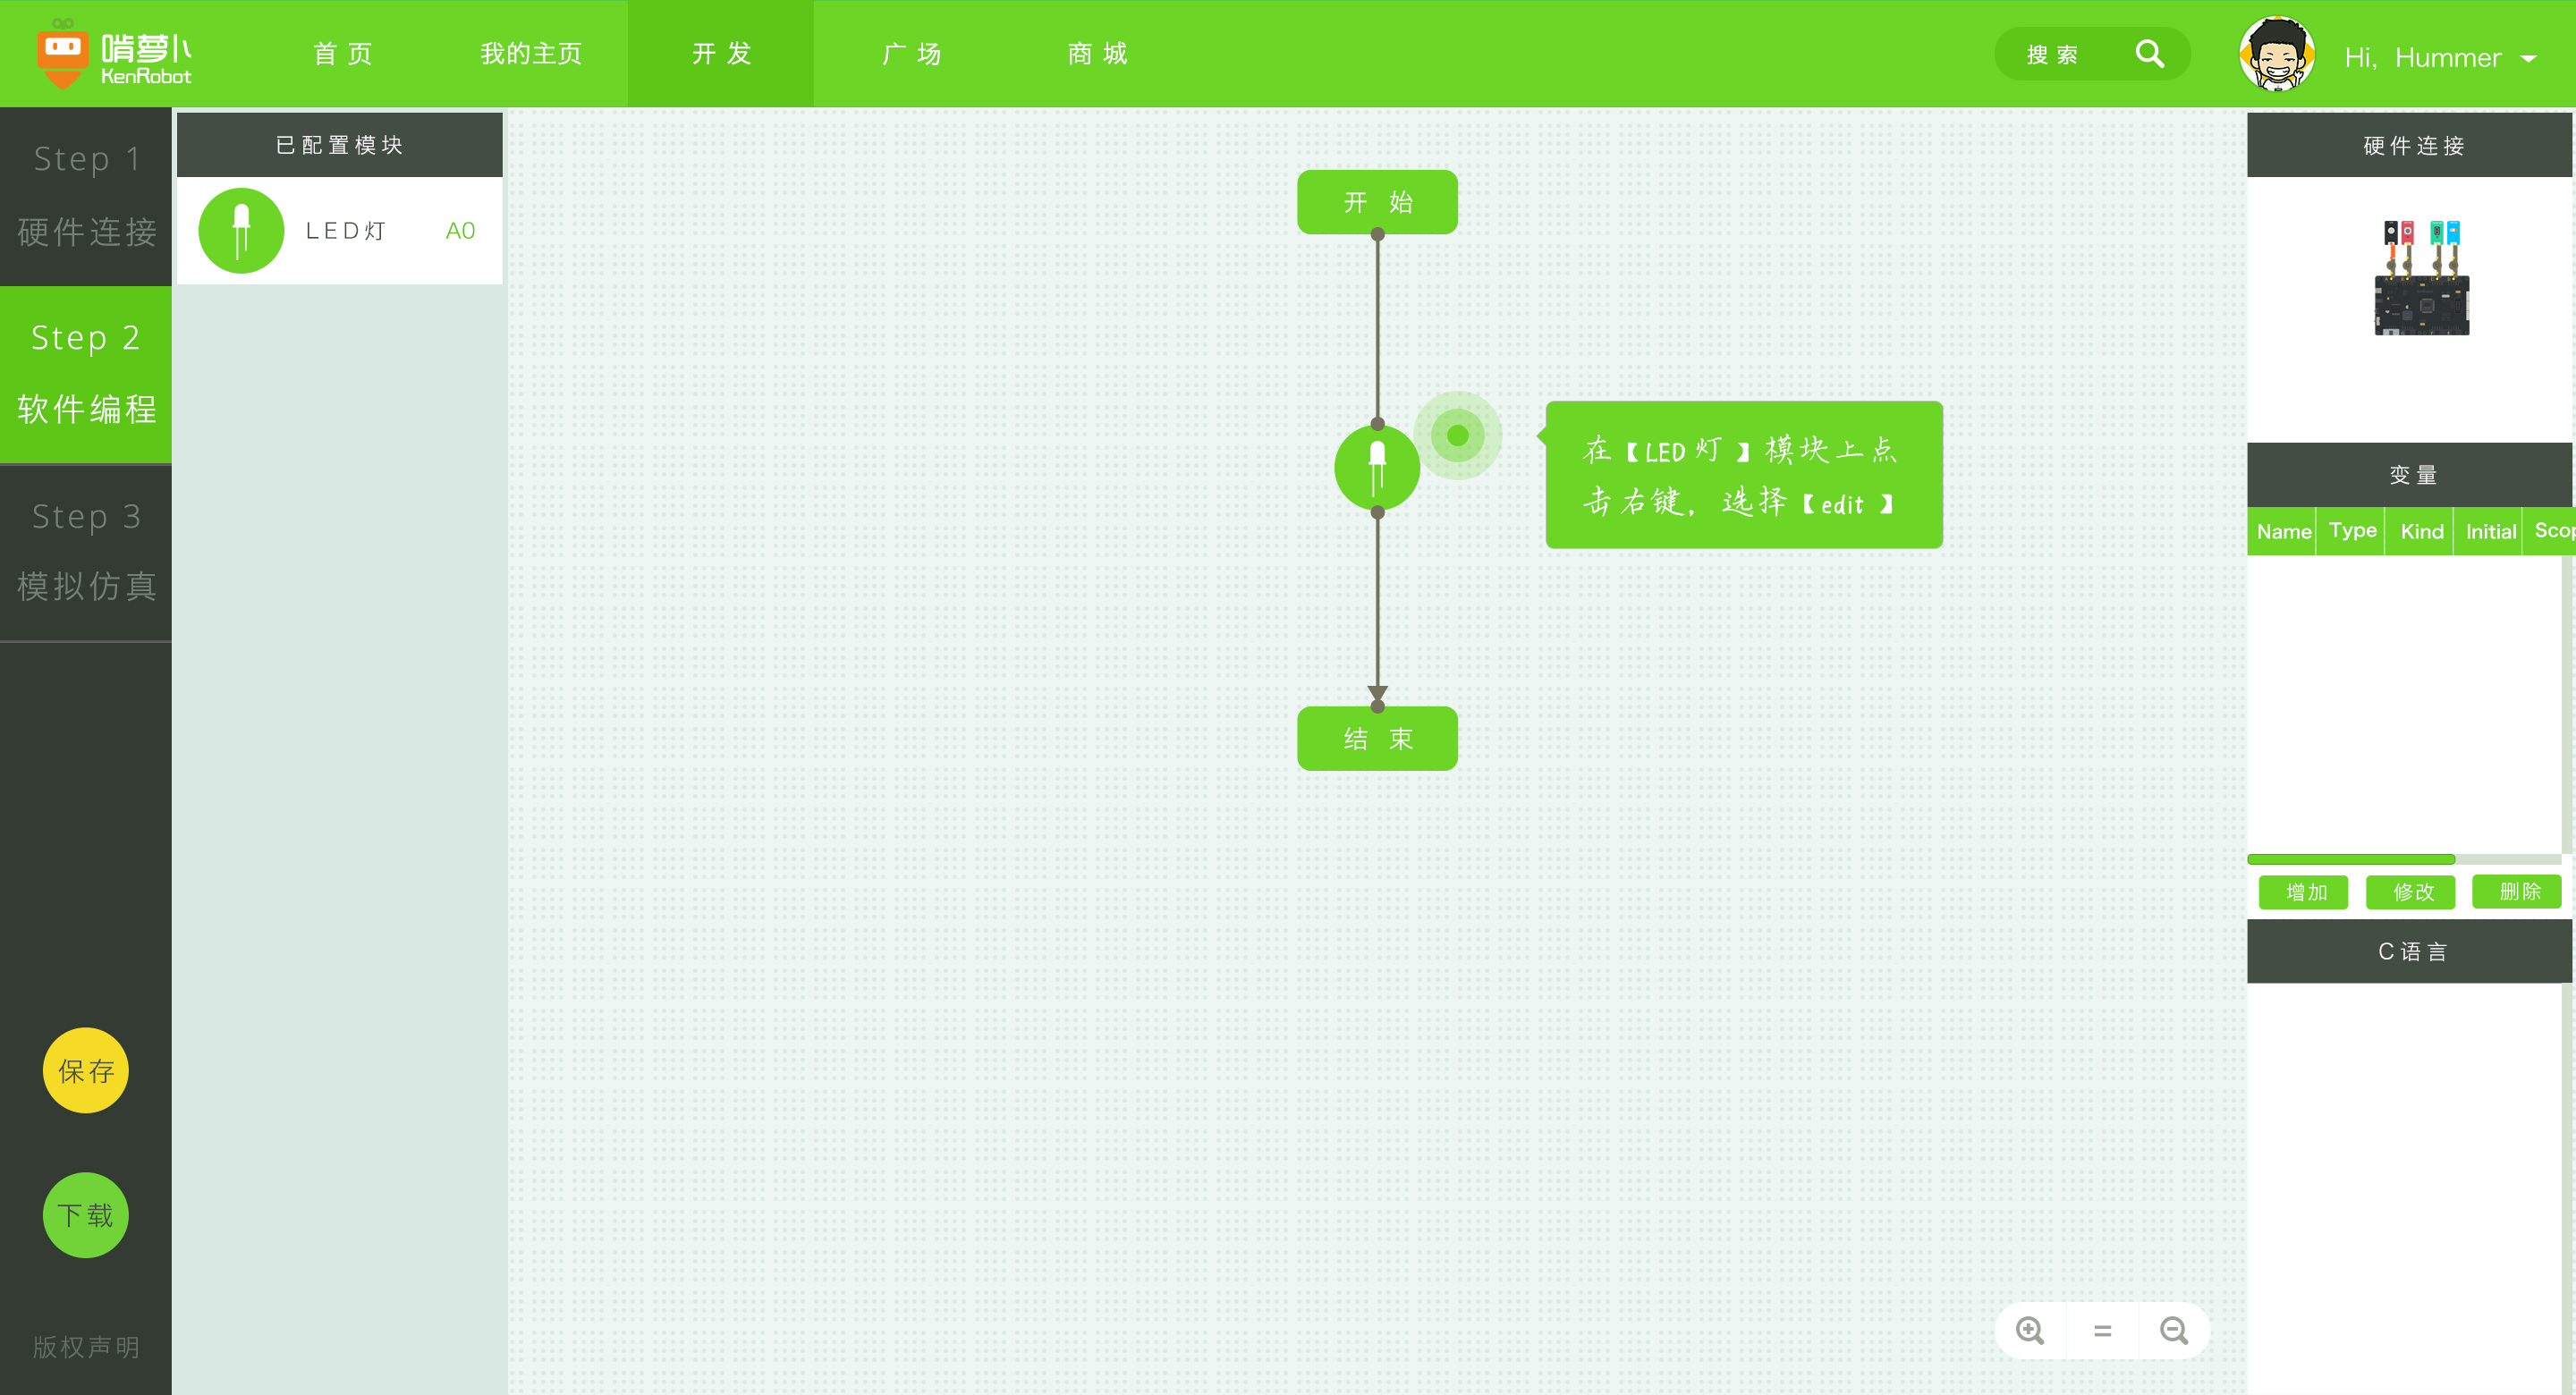 啃萝卜
KenRobot
首页
我的主页
开发
广场
商城
搜索
Hi, Hummer
Step 1
硬件连接
Step 2
软件编程
Step 3
模拟仿真
保存
下载
版权声明
已配置模块
LED灯 A0
开 始
在【LED灯】模块上点
击右键，选择【edit】
结 束
=
硬件连接
变量
Name Type Kind Initial Scop
增加 修改 删除
C语言